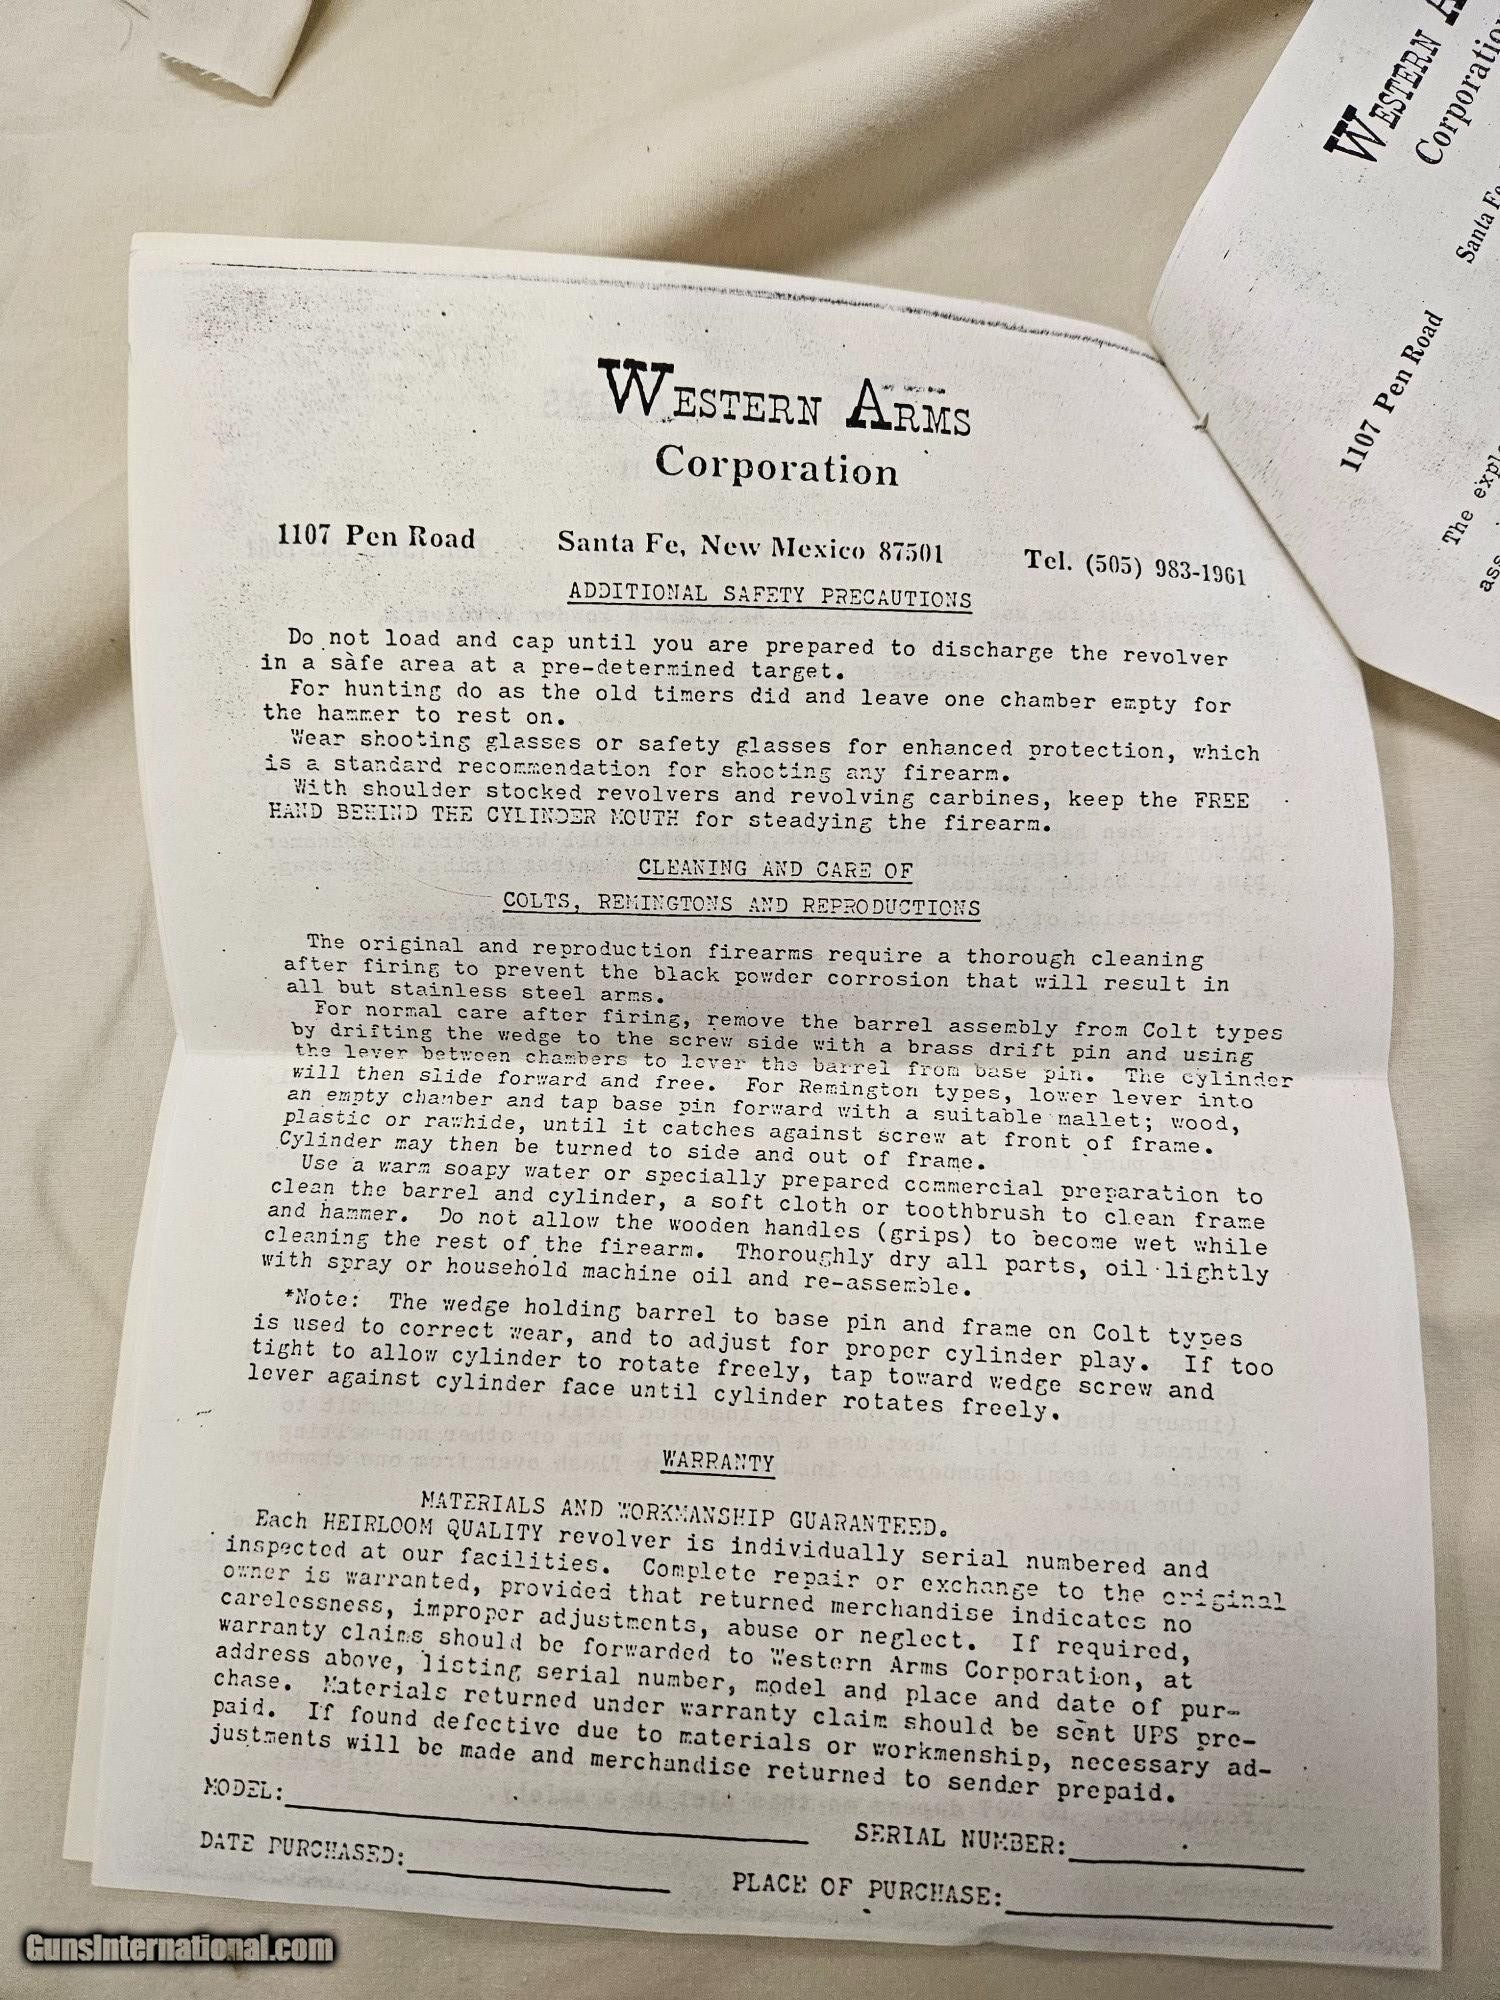 WESTERN ARMS
Corporation
1107 Pen Road Santa Fe, New Mexico 87501 Tel. (505) 983-1961
ADDITIONAL SAFETY PRECAUTIONS
Do not load and cap until you are prepared to discharge the revolver
in a safe area at a pre-determined target.
For hunting do as the old timers did and leave one chamber empty for
the hammer to rest on.
Wear shooting glasses or safety glasses for enhanced protection, which
is a standard recommendation for shooting any firearm.
With shoulder stocked revolvers and revolving carbines, keep the FREE
HAND BEHIND THE CYLINDER MOUTH for steadying the firearm.
CLEANING AND CARE OF
COLTS, REMINGTONS AND REPRODUCTIONS
The original and reproduction firearms require a thorough cleaning
after firing to prevent the black powder corrosion that will result in
all but stainless steel arms.
For normal care after firing, remove the barrel assembly from Colt types
by drifting the wedge to the screw side with a brass drift pin and using
the lever between chambers to lever the barrel from base pin. The cylinder
will then slide forward and free. For Remington types, lower lever into
an empty chamber and tap base pin forward with a suitable mallet; wood,
plastic or rawhide, until it catches against screw at front of frame.
Cylinder may then be turned to side and out of frame.
Use a warm soapy water or specially prepared commercial preparation to
clean the barrel and cylinder, a soft cloth or toothbrush to clean frame
and hammer. Do not allow the wooden handles (grips) to become wet while
cleaning the rest of the firearm. Thoroughly dry all parts, oil lightly
with spray or household machine oil and re-assemble.
*Note: The wedge holding barrel to base pin and frame on Colt types
is used to correct wear, and to adjust for proper cylinder play. If too
tight to allow cylinder to rotate freely, tap toward wedge screw and
lever against cylinder face until cylinder rotates freely.
WARRANTY
MATERIALS AND WORKMANSHIP GUARANTEED.
Each HEIRLOOM QUALITY revolver is individually serial numbered and
inspected at our facilities. Complete repair or exchange to the original
owner is warranted, provided that returned merchandise indicates no
carelessness, improper adjustments, abuse or neglect. If required,
warranty claims should be forwarded to Western Arms Corporation, at
address above, listing serial number, model and place and date of pur-
chase. Materials returned under warranty claim should be sent UPS pre-
paid. If found defective due to materials or workmenship, necessary ad-
justments will be made and merchandise returned to sender prepaid.
MODEL: SERIAL NUMBER:
DATE PURCHASED: PLACE OF PURCHASE:
WESTERN
Corporation
1107 Pen Road Santa Fe
The
GunsInternational.com